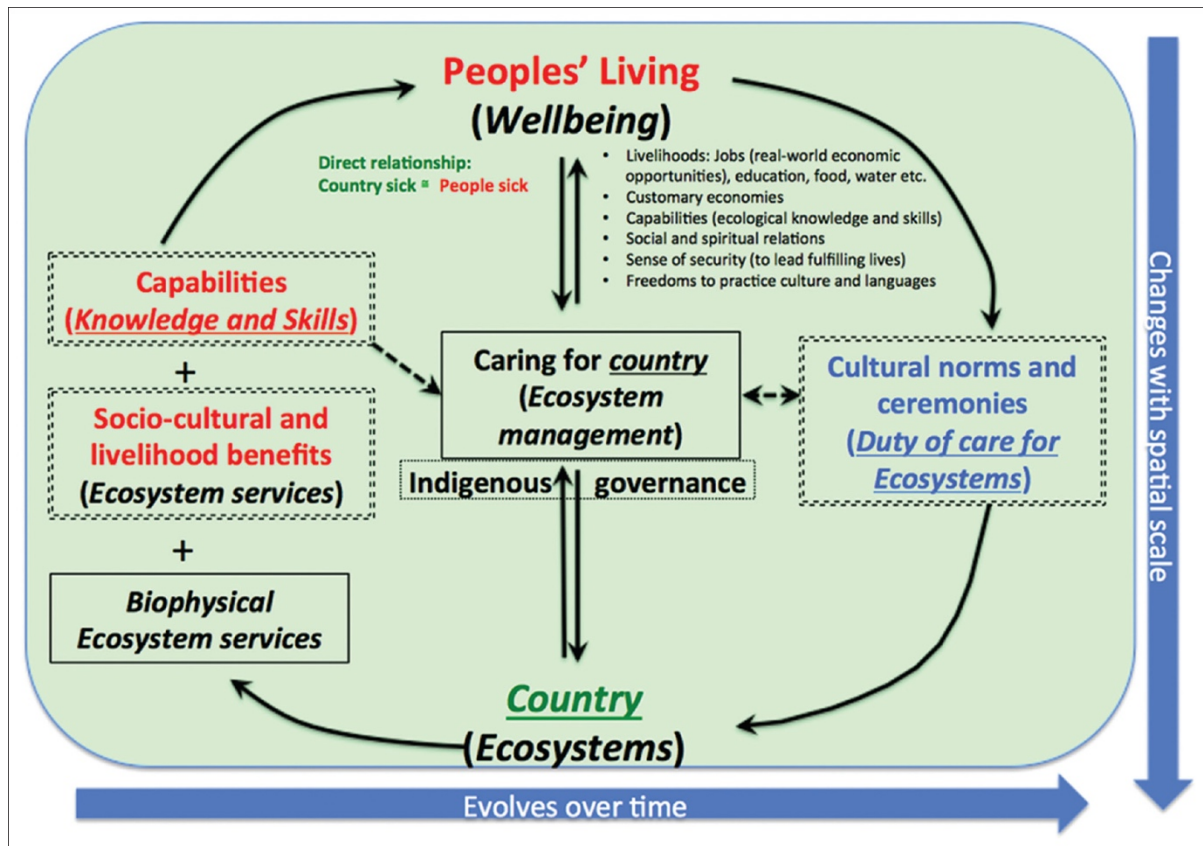 Peoples’ Living
(Wellbeing)
Direct relationship:
Country sick ≅ People sick
• Livelihoods: Jobs (real-world economic
opportunities), education, food, water etc.
• Customary economies
• Capabilities (ecological knowledge and skills)
• Social and spiritual relations
• Sense of security (to lead fulfilling lives)
• Freedoms to practice culture and languages
Capabilities
(Knowledge and Skills)
+
Socio-cultural and
livelihood benefits
(Ecosystem services)
+
Biophysical
Ecosystem services
Caring for country
(Ecosystem
management)
Indigenous governance
Cultural norms and
ceremonies
(Duty of care for
Ecosystems)
Country
(Ecosystems)
Evolves over time
Changes with spatial scale